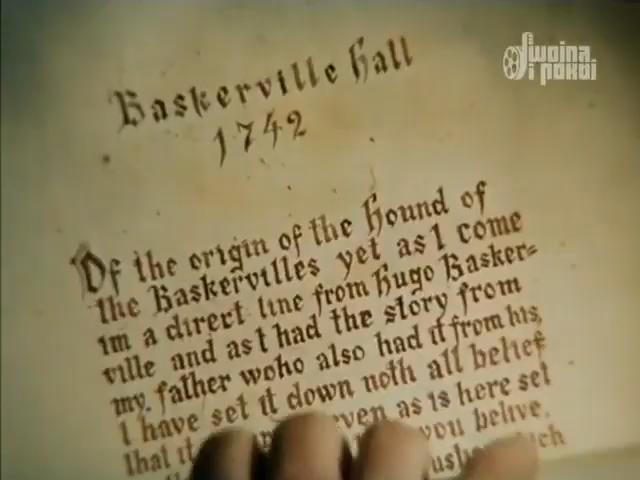 Baskerville Hall
1742
Of the origin of the Hound of
the Baskervilles yet as I come
im a direct line from Hugo Basker=
ville and as I had the story from
my. father woho also had it from his,
I have set it down noth all belief
that it even as is here set
you belive.